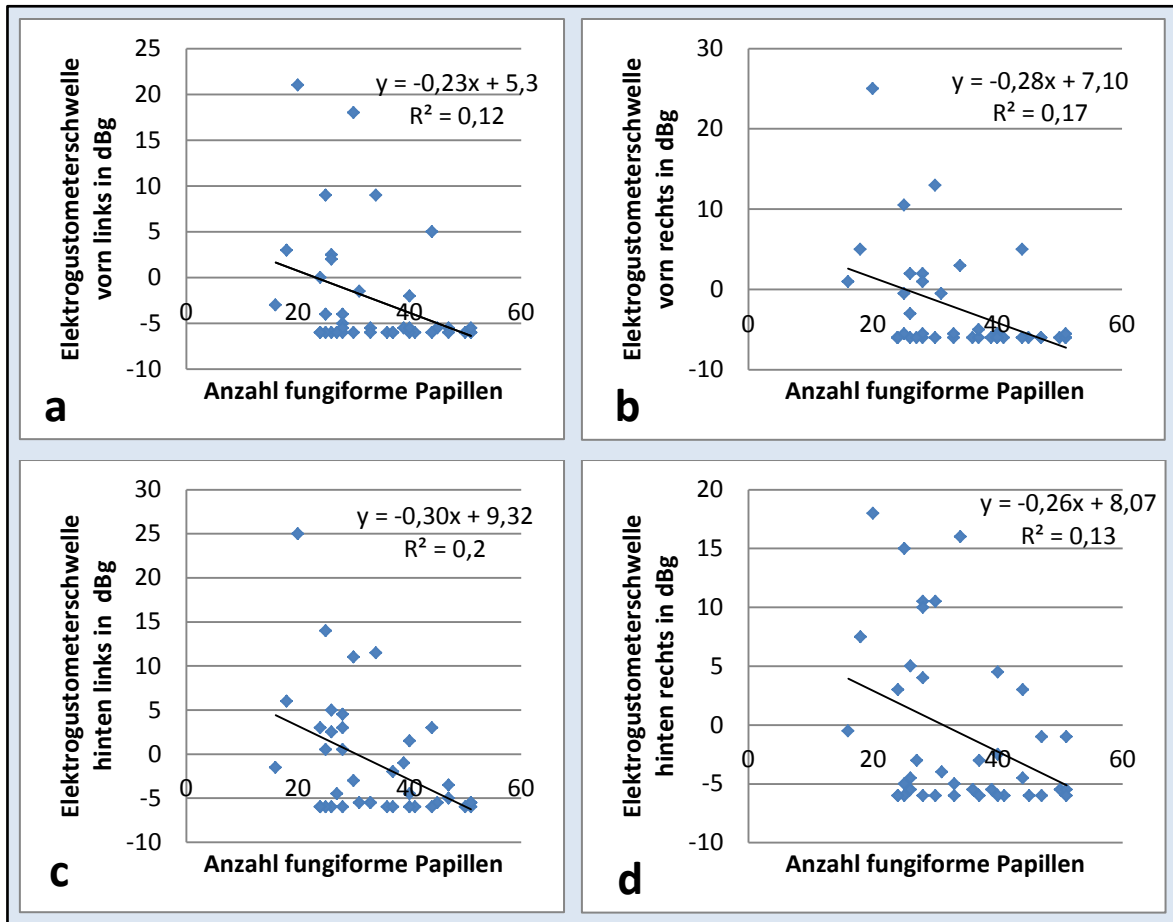 Elektrogustometerschwelle
vorn links in dBg
25
20
15
10
5
0
-5
-10
0
20
40
60
y = -0,23x + 5,3
R² = 0,12
Anzahl fungiforme Papillen
a
Elektrogustometerschwelle
vorn rechts in dBg
30
20
10
0
-10
0
20
40
60
y = -0,28x + 7,10
R² = 0,17
Anzahl fungiforme Papillen
b
Elektrogustometerschwelle
hinten links in dBg
30
25
20
15
10
5
0
-5
-10
0
20
40
60
y = -0,30x + 9,32
R² = 0,2
Anzahl fungiforme Papillen
c
Elektrogustometerschwelle
hinten rechts in dBg
20
15
10
5
0
-5
-10
0
20
40
60
y = -0,26x + 8,07
R² = 0,13
Anzahl fungiforme Papillen
d